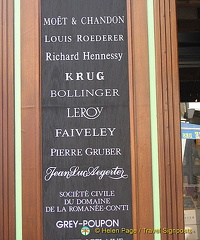 MOËT & CHANDON
LOUIS ROEDERER
Richard Hennessy
KRUG
BOLLINGER
LEROY
FAIVELEY
PIERRE GRUBER
Jean Luc Aegerter
SOCIÉTÉ CIVILE
DU DOMAINE
DE LA ROMANÉE-CONTI
GREY-POUPON
© Helen Page / Travel Signposts